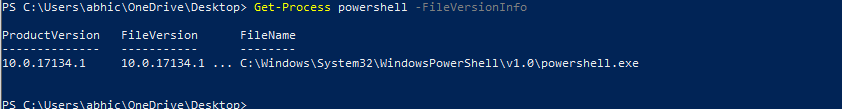 PS C:\Users\abhic\OneDrive\Desktop> Get-Process powershell -FileVersionInfo
ProductVersion   FileVersion      FileName
--------------   -----------      --------
10.0.17134.1     10.0.17134.1 ... C:\Windows\System32\WindowsPowerShell\v1.0\powershell.exe
PS C:\Users\abhic\OneDrive\Desktop>